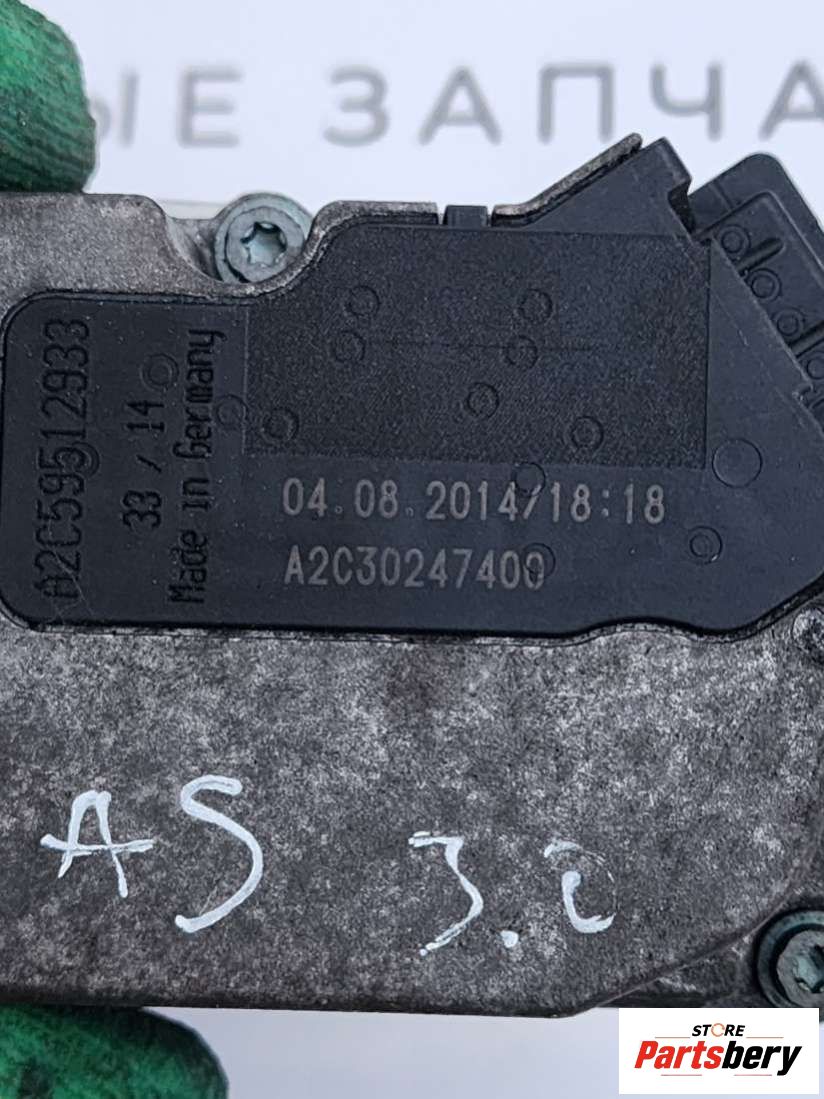 ЫЕ ЗАПЧА
A2C59512933
33 / 14
Made in Germany
04.08.2014/18:18
A2C30247400
A5 3.0
STORE
Partsbery